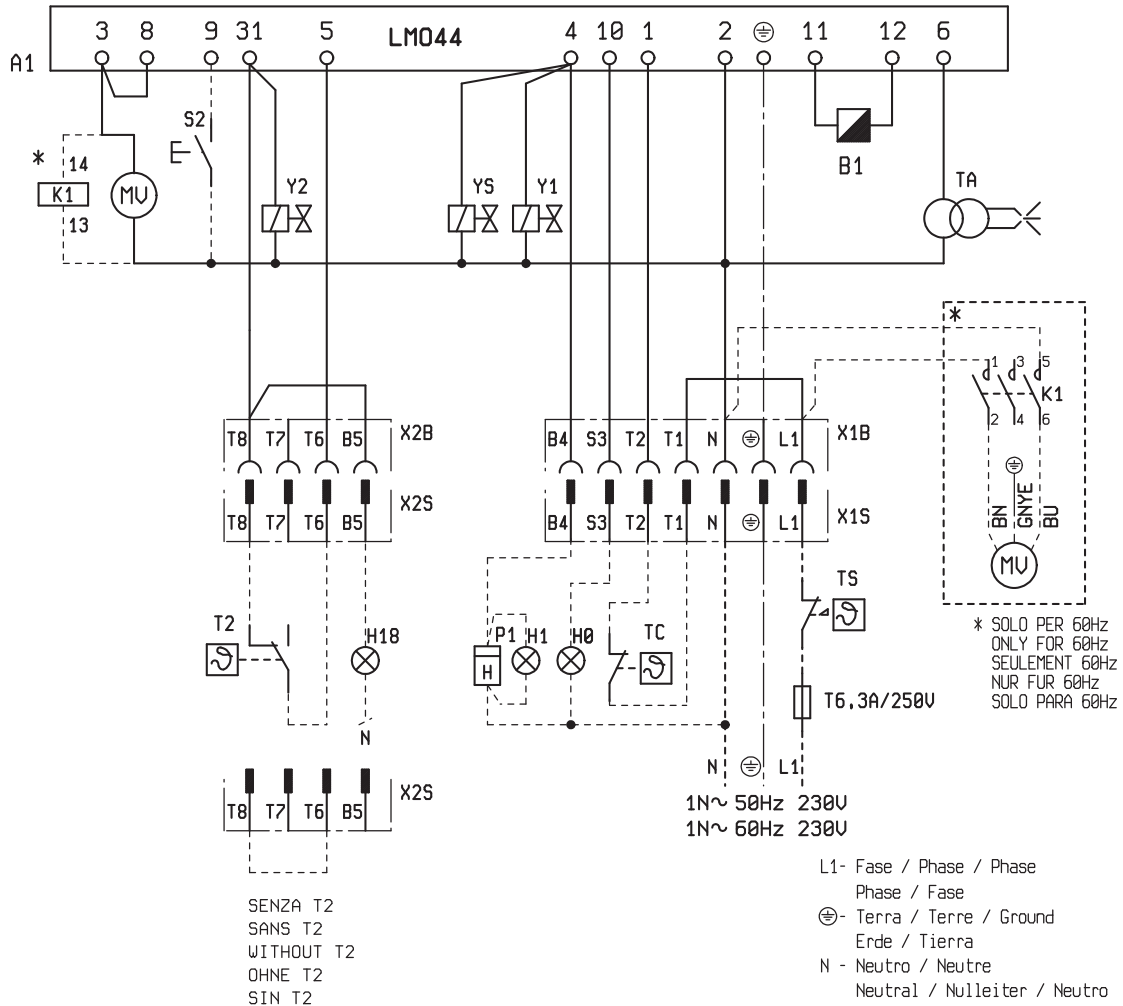 LMO44
3 8 9 31 5 4 10 1 2 11 12 6
A1
S2
* 14
K1
13
MV
Y2
YS
Y1
B1
TA
*
1 3 5
K1
2 4 6
BN
GNYE
BU
MV
T8 T7 T6 B5 X2B
X2S
T8 T7 T6 B5
B4 S3 T2 T1 N L1 X1B
X1S
B4 S3 T2 T1 N L1
T2
H18
N
P1 H1 H0
H
TC
TS
T6,3A/250V
* SOLO PER 60Hz
ONLY FOR 60Hz
SEULEMENT 60Hz
NUR FUR 60Hz
SOLO PARA 60Hz
N L1
1N~ 50Hz 230V
1N~ 60Hz 230V
X2S
T8 T7 T6 B5
SENZA T2
SANS T2
WITHOUT T2
OHNE T2
SIN T2
L1- Fase / Phase / Phase
Phase / Fase
⏚- Terra / Terre / Ground
Erde / Tierra
N - Neutro / Neutre
Neutral / Nulleiter / Neutro